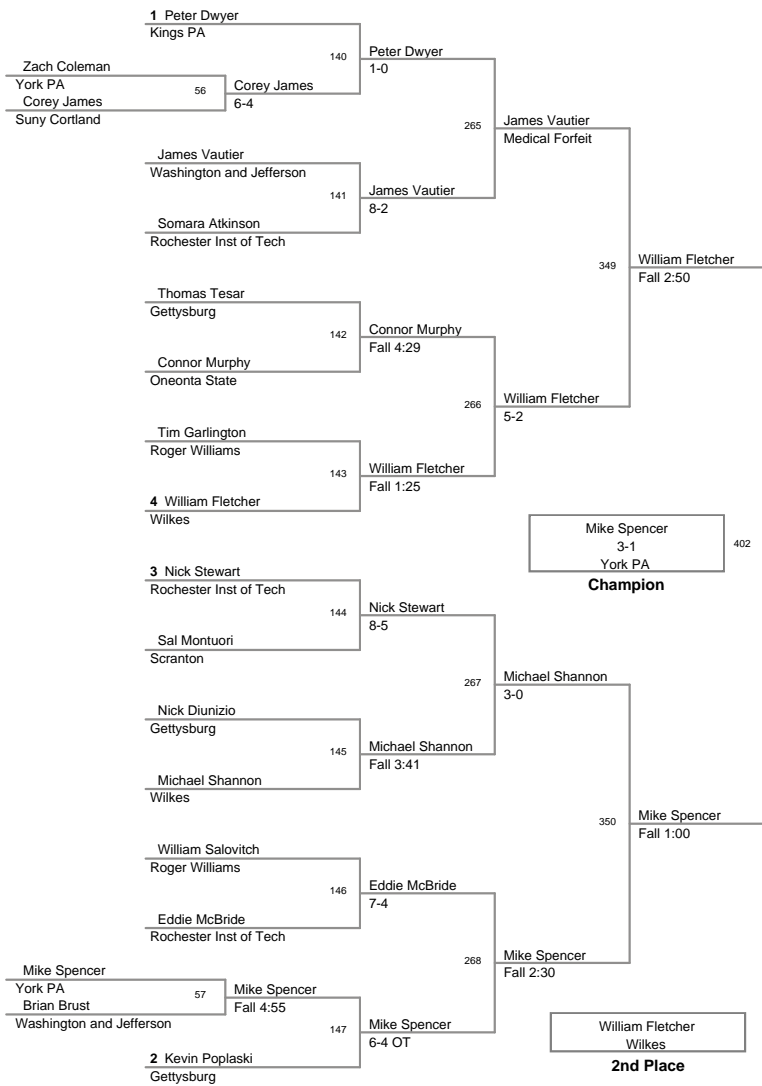 1 Peter Dwyer
Kings PA
140
Peter Dwyer
1-0
Zach Coleman
York PA
56
Corey James
6-4
Corey James
Suny Cortland
265
James Vautier
Medical Forfeit
James Vautier
Washington and Jefferson
141
James Vautier
8-2
Somara Atkinson
Rochester Inst of Tech
349
William Fletcher
Fall 2:50
Thomas Tesar
Gettysburg
142
Connor Murphy
Fall 4:29
Connor Murphy
Oneonta State
266
William Fletcher
5-2
Tim Garlington
Roger Williams
143
William Fletcher
Fall 1:25
4 William Fletcher
Wilkes
Mike Spencer
3-1
York PA
402
Champion
3 Nick Stewart
Rochester Inst of Tech
144
Nick Stewart
8-5
Sal Montuori
Scranton
267
Michael Shannon
3-0
Nick Diunizio
Gettysburg
145
Michael Shannon
Fall 3:41
Michael Shannon
Wilkes
350
Mike Spencer
Fall 1:00
William Salovitch
Roger Williams
146
Eddie McBride
7-4
Eddie McBride
Rochester Inst of Tech
268
Mike Spencer
Fall 2:30
Mike Spencer
York PA
57
Mike Spencer
Fall 4:55
Brian Brust
Washington and Jefferson
147
Mike Spencer
6-4 OT
2 Kevin Poplaski
Gettysburg
William Fletcher
Wilkes
2nd Place